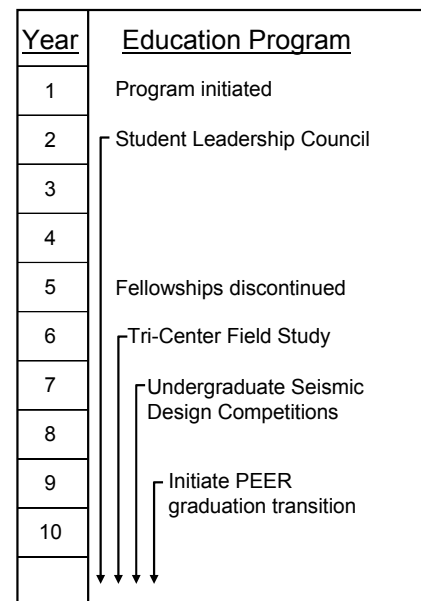 Year Education Program
1 Program initiated
2 Student Leadership Council
3
4
5 Fellowships discontinued
6 Tri-Center Field Study
7 Undergraduate Seismic
Design Competitions
8
9 Initiate PEER
graduation transition
10